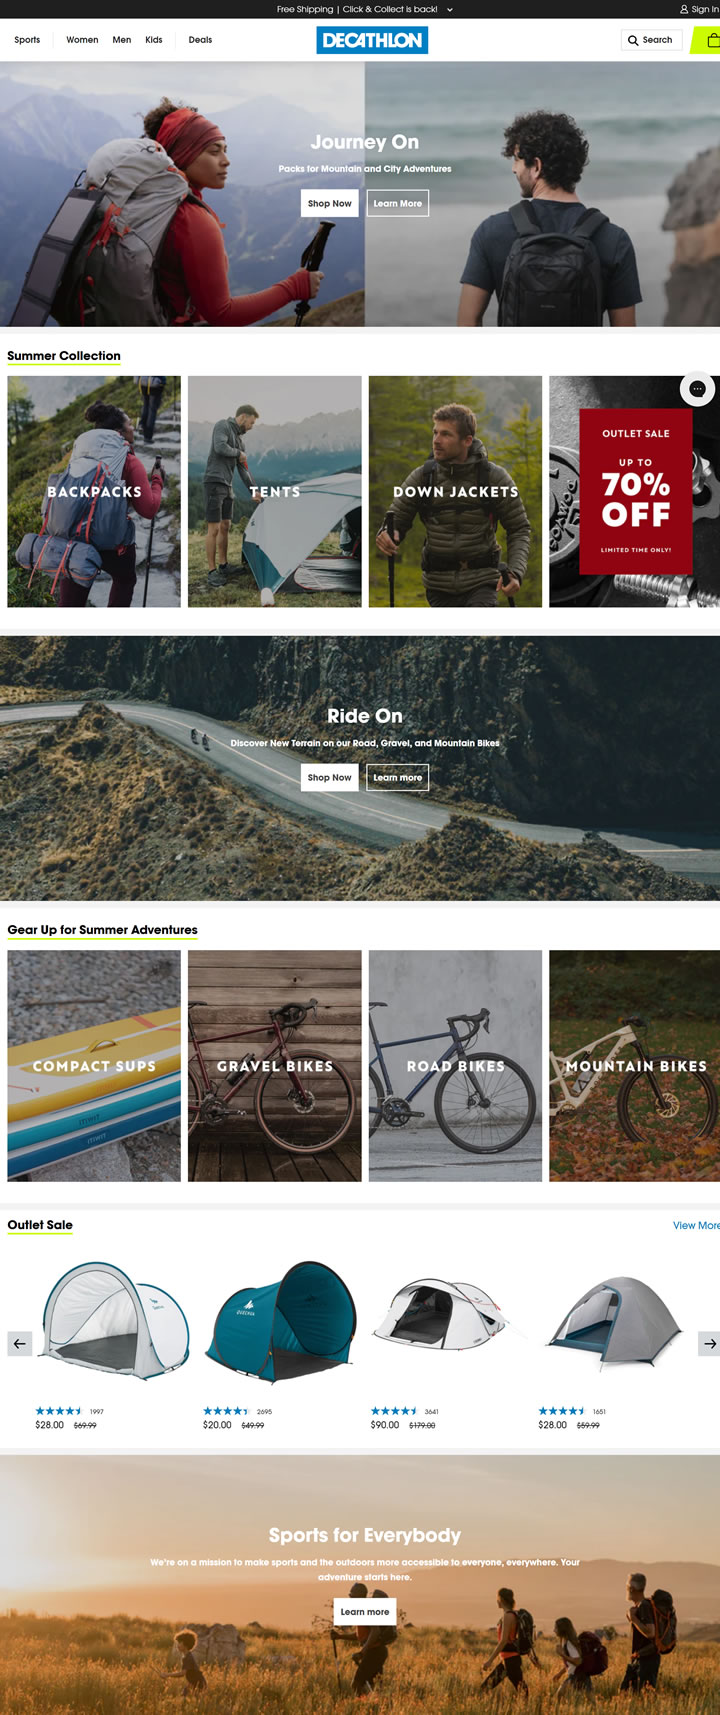 Free Shipping | Click & Collect is back!
Sign In
Sports
Women
Men
Kids
Deals
DECATHLON
Search
Journey On
Packs for Mountain and City Adventures
Shop Now
Learn More
Summer Collection
BACKPACKS
TENTS
DOWN JACKETS
OUTLET SALE
UP TO
70%
OFF
LIMITED TIME ONLY!
Ride On
Discover New Terrain on our Road, Gravel, and Mountain Bikes
Shop Now
Learn more
Gear Up for Summer Adventures
COMPACT SUPS
ITIWIT
ITIWIT
GRAVEL BIKES
ROAD BIKES
MOUNTAIN BIKES
Outlet Sale
View More
QUECHUA
1997
2695
3641
1651
$28.00 $69.99
$20.00 $49.99
$90.00 $179.00
$28.00 $59.99
Sports for Everybody
We're on a mission to make sports and the outdoors more accessible to everyone, everywhere. Your
adventure starts here.
Learn more